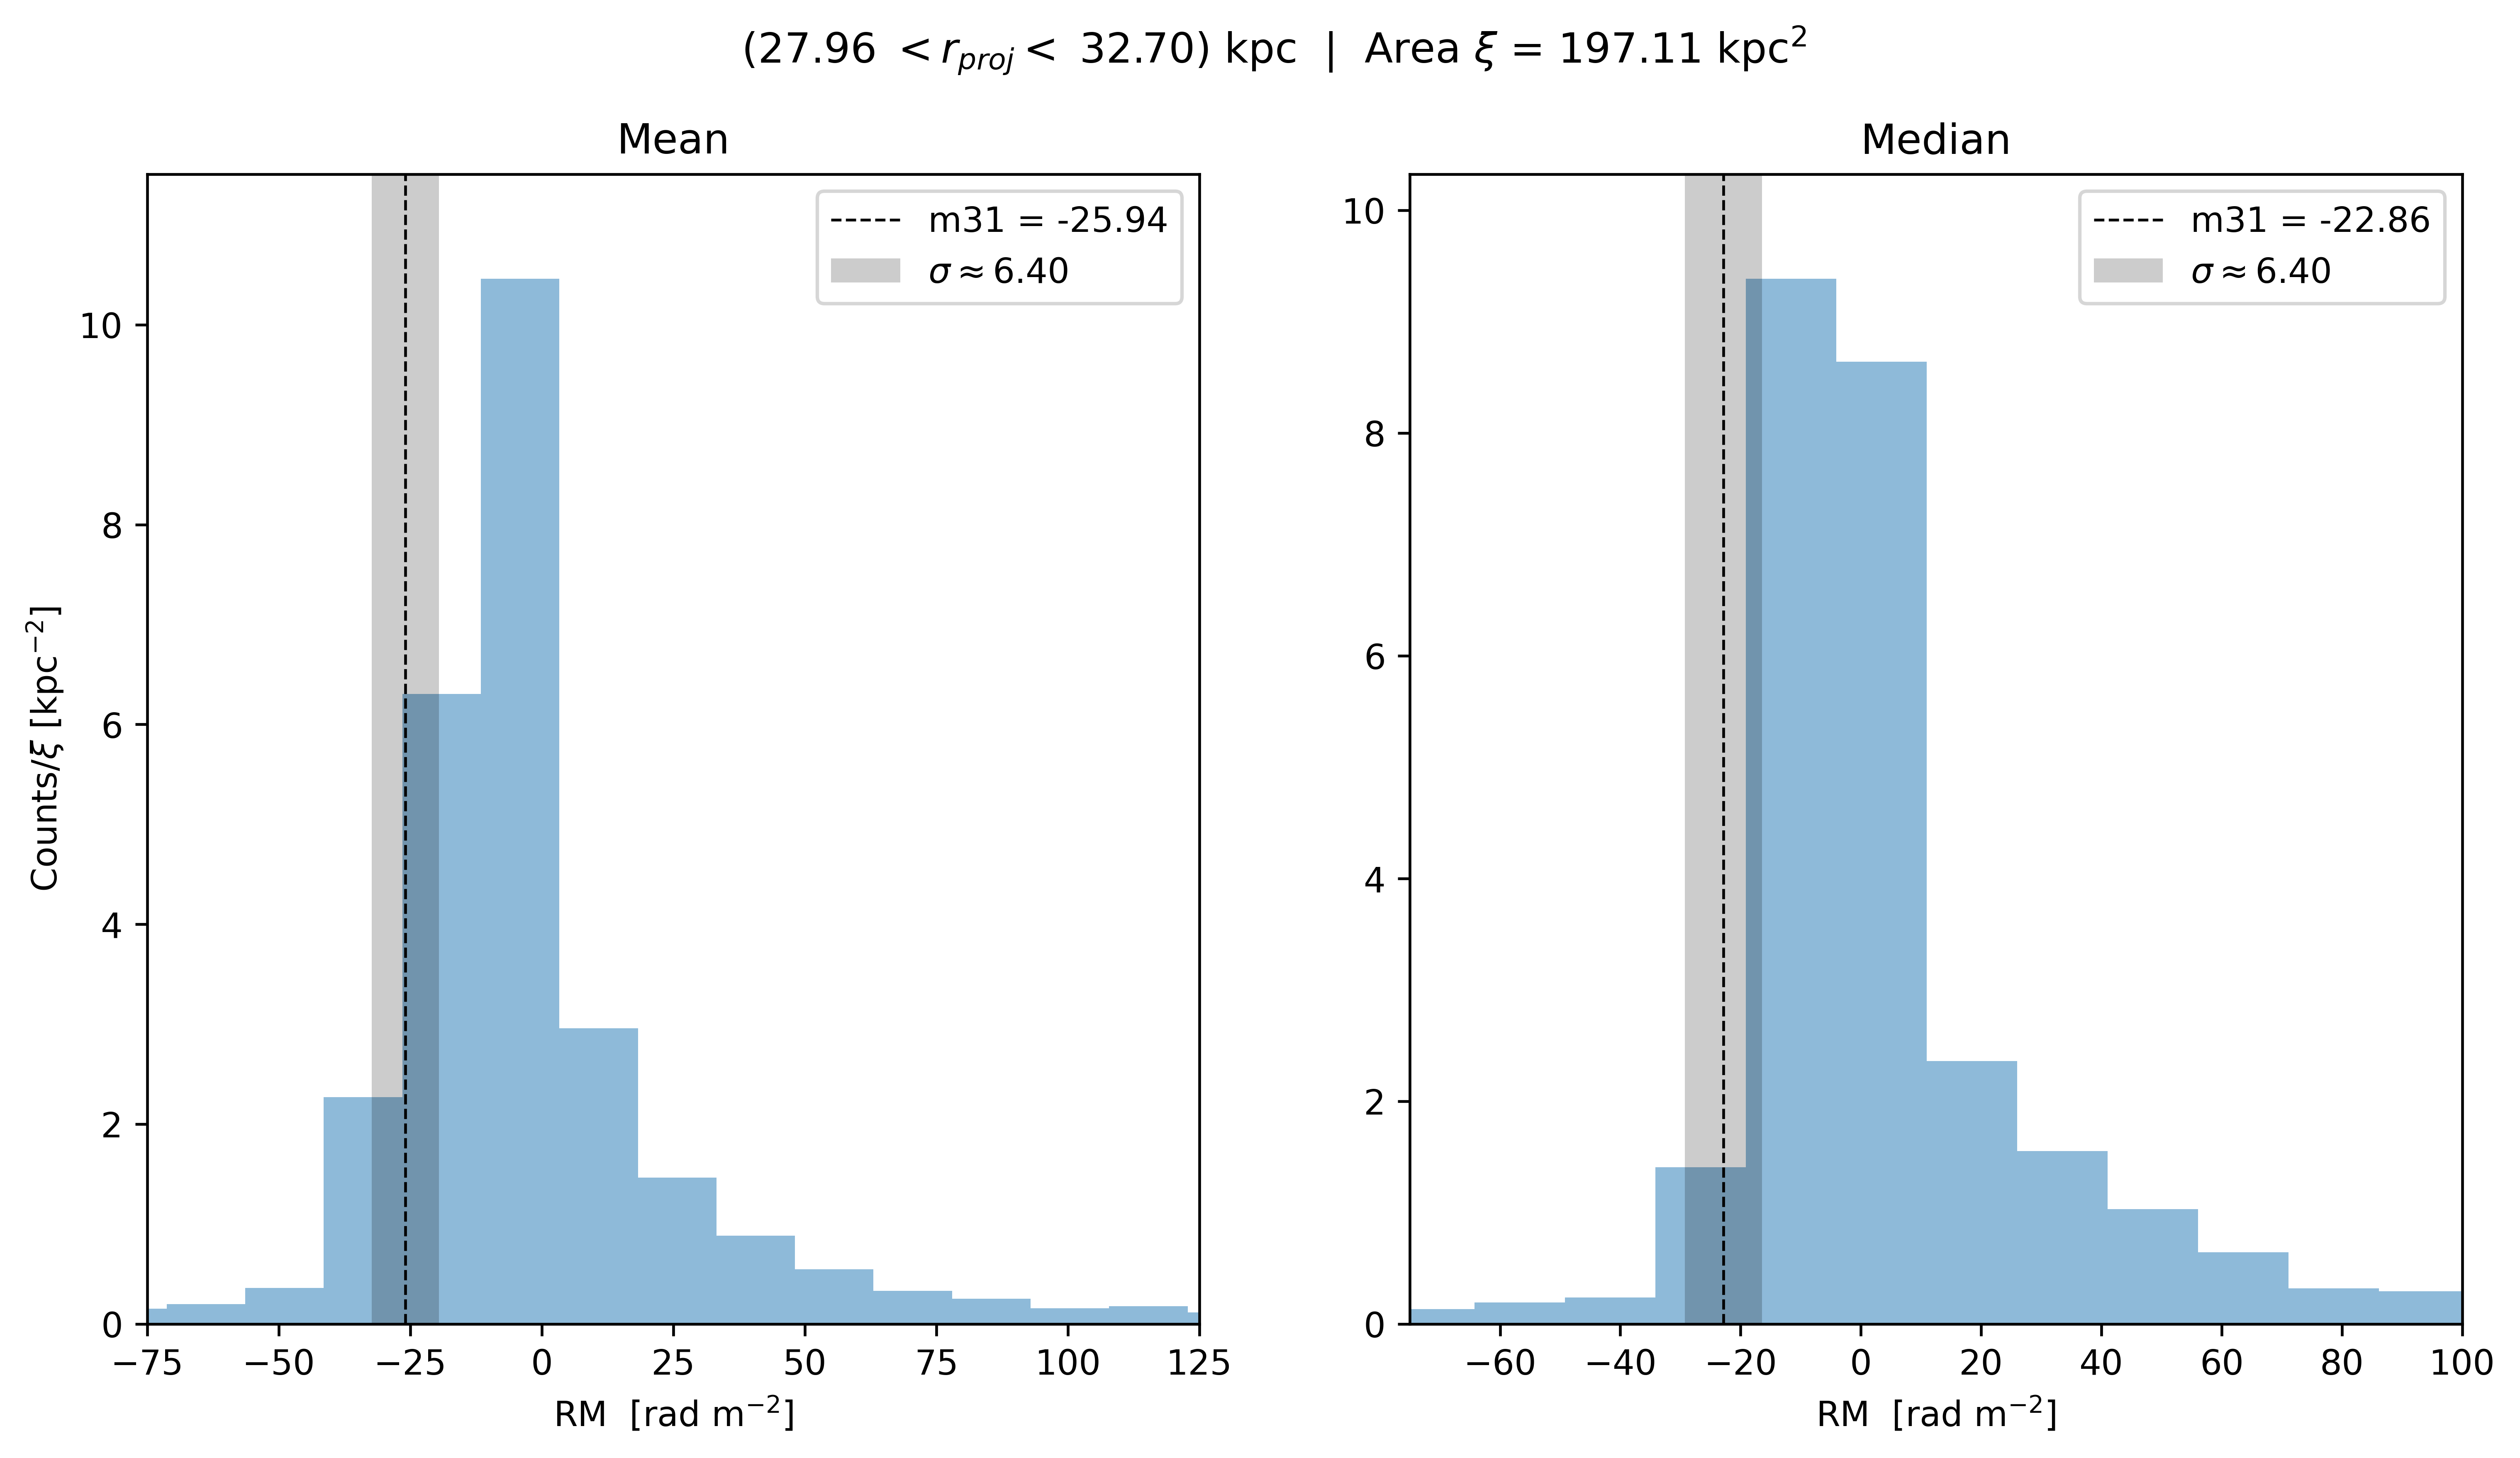 (27.96 < r_proj < 32.70) kpc | Area ξ = 197.11 kpc²
Mean
m31 = -25.94
σ ≈ 6.40
Counts/ξ [kpc⁻²]
10
8
6
4
2
0
−75 −50 −25 0 25 50 75 100 125
RM [rad m⁻²]
Median
m31 = -22.86
σ ≈ 6.40
10
8
6
4
2
0
−60 −40 −20 0 20 40 60 80 100
RM [rad m⁻²]